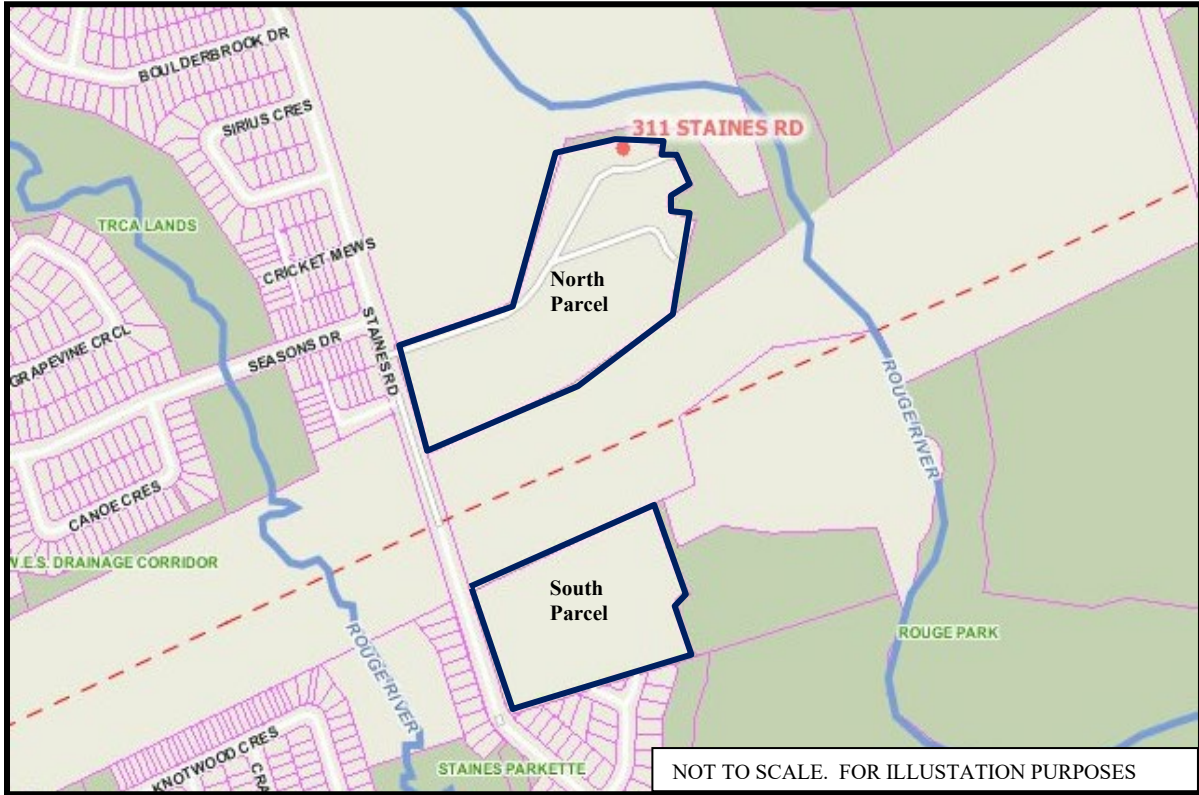 BOULDERBROOK DR
SIRIUS CRES
311 STAINES RD
TRCA LANDS
CRICKET MEWS
North
Parcel
STAINES RD
SEASONS DR
GRAPEVINE CRCL
ROUGE RIVER
CANOE CRES
W.E.S. DRAINAGE CORRIDOR
South
Parcel
ROUGE RIVER
ROUGE PARK
KNOTWOOD CRES
CRA
STAINES PARKETTE
NOT TO SCALE. FOR ILLUSTATION PURPOSES